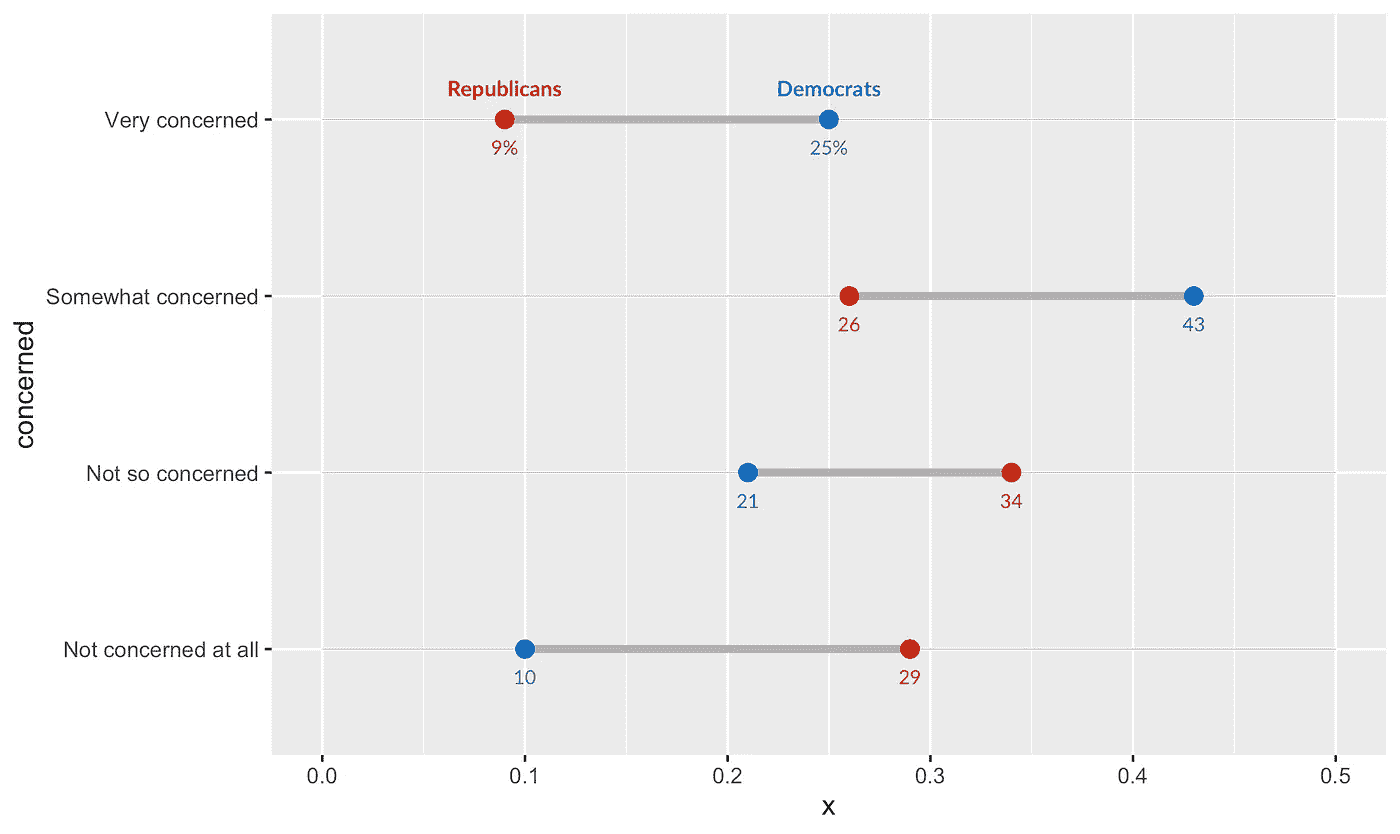 Republicans Democrats
Very concerned
9% 25%
Somewhat concerned
26 43
concerned
Not so concerned
21 34
Not concerned at all
10 29
0.0 0.1 0.2 0.3 0.4 0.5
x